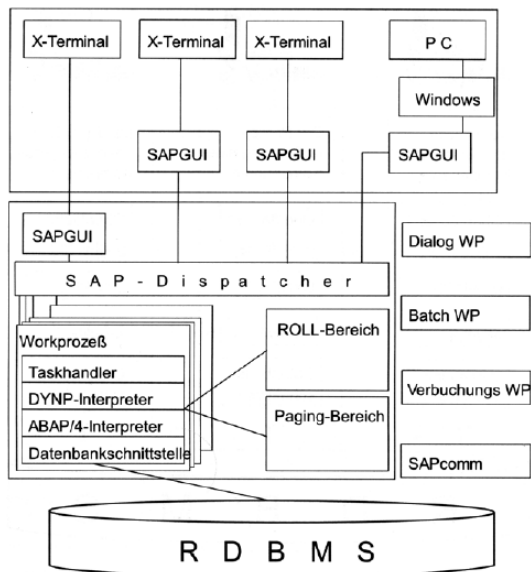 X-Terminal
X-Terminal
X-Terminal
P C
Windows
SAPGUI
SAPGUI
SAPGUI
SAPGUI
S A P - D i s p a t c h e r
Workprozeß
Taskhandler
DYNP-Interpreter
ABAP/4-Interpreter
Datenbankschnittstelle
ROLL-Bereich
Paging-Bereich
Dialog WP
Batch WP
Verbuchungs WP
SAPcomm
R D B M S